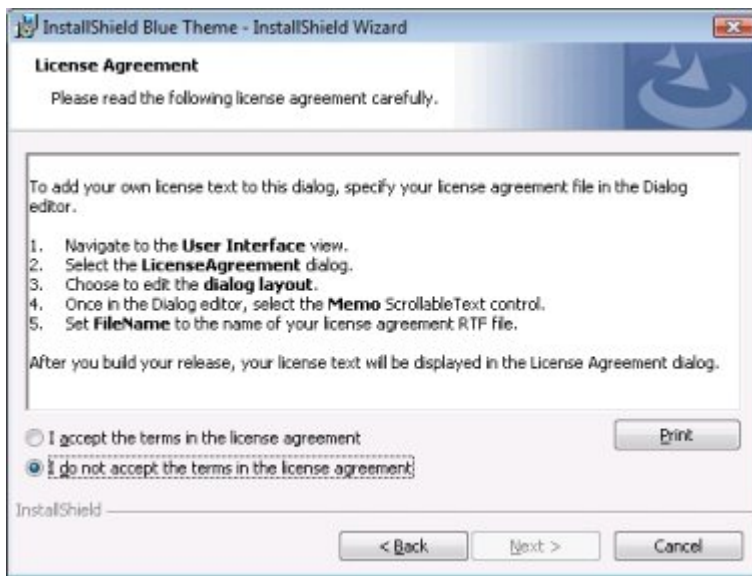 InstallShield Blue Theme - InstallShield Wizard
License Agreement
Please read the following license agreement carefully.
To add your own license text to this dialog, specify your license agreement file in the Dialog
editor.
1. Navigate to the User Interface view.
2. Select the LicenseAgreement dialog.
3. Choose to edit the dialog layout.
4. Once in the Dialog editor, select the Memo ScrollableText control.
5. Set FileName to the name of your license agreement RTF file.
After you build your release, your license text will be displayed in the License Agreement dialog.
I accept the terms in the license agreement
Print
I do not accept the terms in the license agreement
InstallShield
< Back
Next >
Cancel